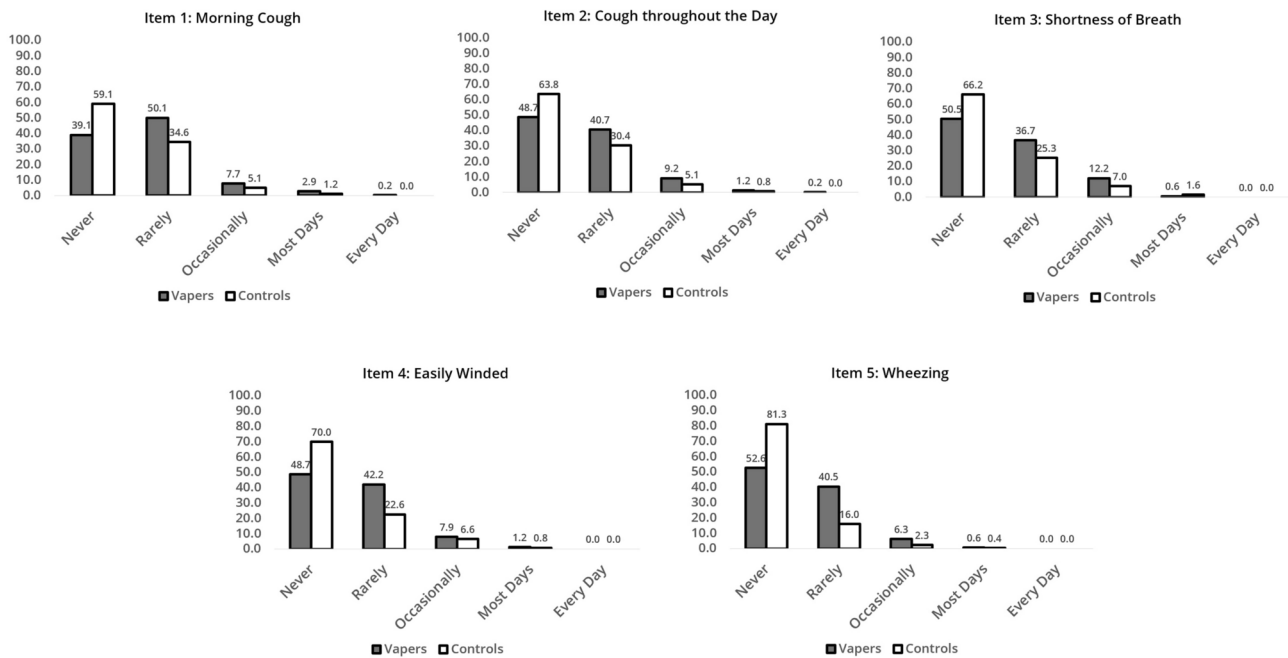 Item 1: Morning Cough
100.0
90.0
80.0
70.0
60.0
50.0
40.0
30.0
20.0
10.0
0.0
39.1
59.1
50.1
34.6
7.7
5.1
2.9
1.2
0.2
0.0
Never
Rarely
Occasionally
Most Days
Every Day
Vapers
Controls
Item 2: Cough throughout the Day
100.0
90.0
80.0
70.0
60.0
50.0
40.0
30.0
20.0
10.0
0.0
48.7
63.8
40.7
30.4
9.2
5.1
1.2
0.8
0.2
0.0
Never
Rarely
Occasionally
Most Days
Every Day
Vapers
Controls
Item 3: Shortness of Breath
100.0
90.0
80.0
70.0
60.0
50.0
40.0
30.0
20.0
10.0
0.0
50.5
66.2
36.7
25.3
12.2
7.0
0.6
1.6
0.0
0.0
Never
Rarely
Occasionally
Most Days
Every Day
Vapers
Controls
Item 4: Easily Winded
100.0
90.0
80.0
70.0
60.0
50.0
40.0
30.0
20.0
10.0
0.0
48.7
70.0
42.2
22.6
7.9
6.6
1.2
0.8
0.0
0.0
Never
Rarely
Occasionally
Most Days
Every Day
Vapers
Controls
Item 5: Wheezing
100.0
90.0
80.0
70.0
60.0
50.0
40.0
30.0
20.0
10.0
0.0
52.6
81.3
40.5
16.0
6.3
2.3
0.6
0.4
0.0
0.0
Never
Rarely
Occasionally
Most Days
Every Day
Vapers
Controls